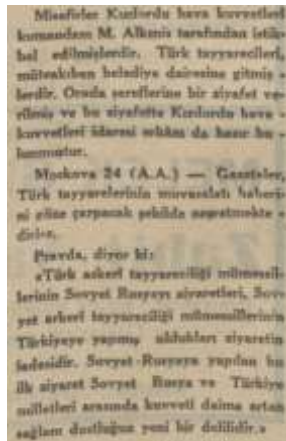 Misafirler Kızılordu hava kuvvetleri
kumandanı M. Alksnis tarafından istik-
bal edilmişlerdir. Türk tayyarecileri,
müteakıben belediye dairesine gitmiş -
lerdir. Orada şereflerine bir ziyafet ve-
rilmiş ve bu ziyafette Kızılordu hava -
kuvvetleri idaresi erkânı da hazır bu -
lunmuştur.
Moskova 24 (A.A.) — Gazeteler,
Türk tayyarelerinin muvasalatı haberi-
ni göze çarpacak şekilde neşretmekte -
dirler.
Pravda, diyor ki:
«Türk askerî tayyareciliği mümessil-
lerinin Sovyet Rusyayı ziyaretleri, Sov-
yet askerî tayyareciliği mümessillerinin
Türkiyeye yapmış oldukları ziyaretin
iadesidir. Sovyet Rusyaya yapılan bu
ilk ziyaret Sovyet Rusya ve Türkiye
milletleri arasında kuvveti daima artan
sağlam dostluğun yeni bir delilidir.»